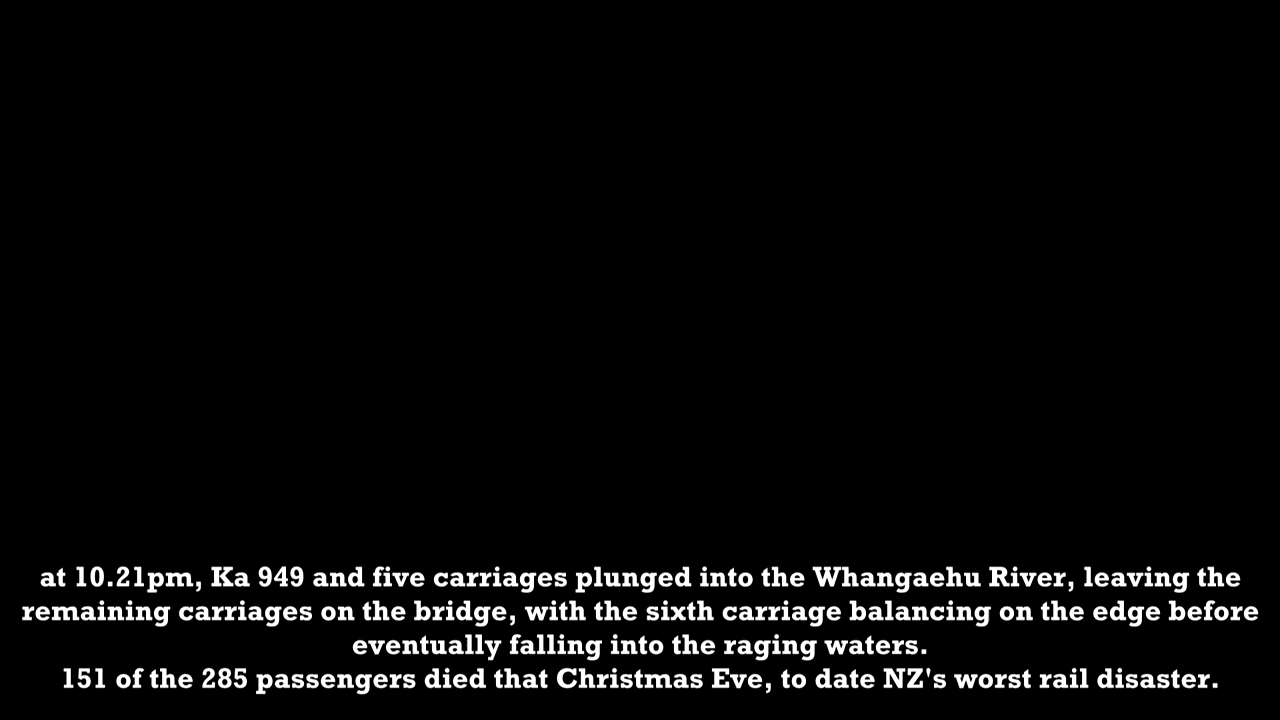 at 10.21pm, Ka 949 and five carriages plunged into the Whangaehu River, leaving the
remaining carriages on the bridge, with the sixth carriage balancing on the edge before
eventually falling into the raging waters.
151 of the 285 passengers died that Christmas Eve, to date NZ's worst rail disaster.